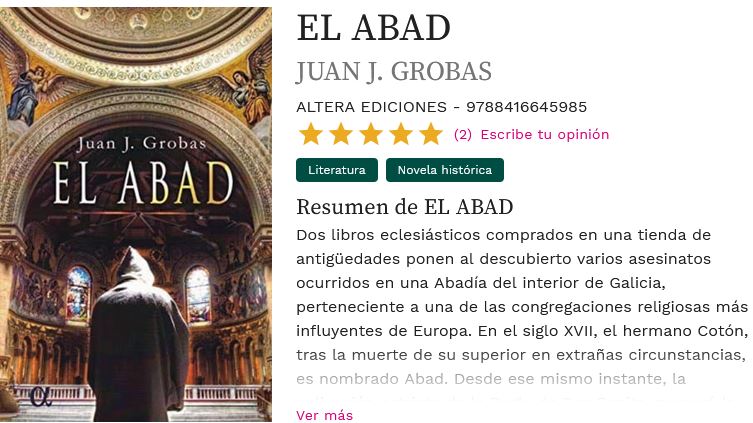 EL ABAD
JUAN J. GROBAS
ALTERA EDICIONES - 9788416645985
(2) Escribe tu opinión
Literatura Novela histórica
Resumen de EL ABAD
Dos libros eclesiásticos comprados en una tienda de
antigüedades ponen al descubierto varios asesinatos
ocurridos en una Abadía del interior de Galicia,
perteneciente a una de las congregaciones religiosas más
influyentes de Europa. En el siglo XVII, el hermano Cotón,
tras la muerte de su superior en extrañas circunstancias,
es nombrado Abad. Desde ese mismo instante, la
Ver más
Juan J. Grobas
EL ABAD
α